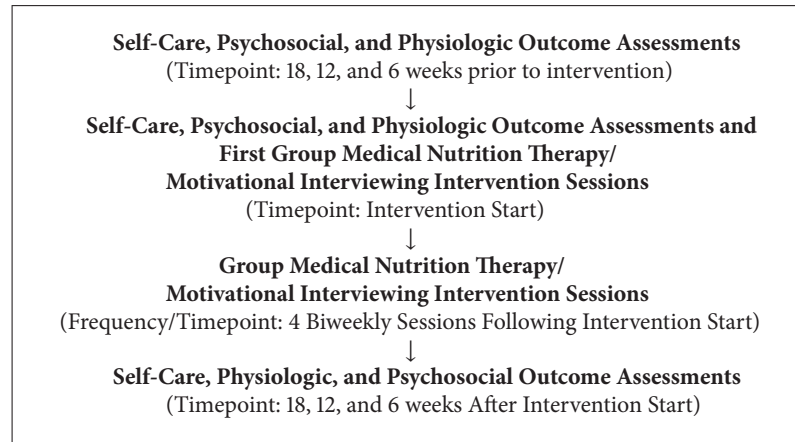 Self-Care, Psychosocial, and Physiologic Outcome Assessments
(Timepoint: 18, 12, and 6 weeks prior to intervention)
↓
Self-Care, Psychosocial, and Physiologic Outcome Assessments and
First Group Medical Nutrition Therapy/
Motivational Interviewing Intervention Sessions
(Timepoint: Intervention Start)
↓
Group Medical Nutrition Therapy/
Motivational Interviewing Intervention Sessions
(Frequency/Timepoint: 4 Biweekly Sessions Following Intervention Start)
↓
Self-Care, Physiologic, and Psychosocial Outcome Assessments
(Timepoint: 18, 12, and 6 weeks After Intervention Start)